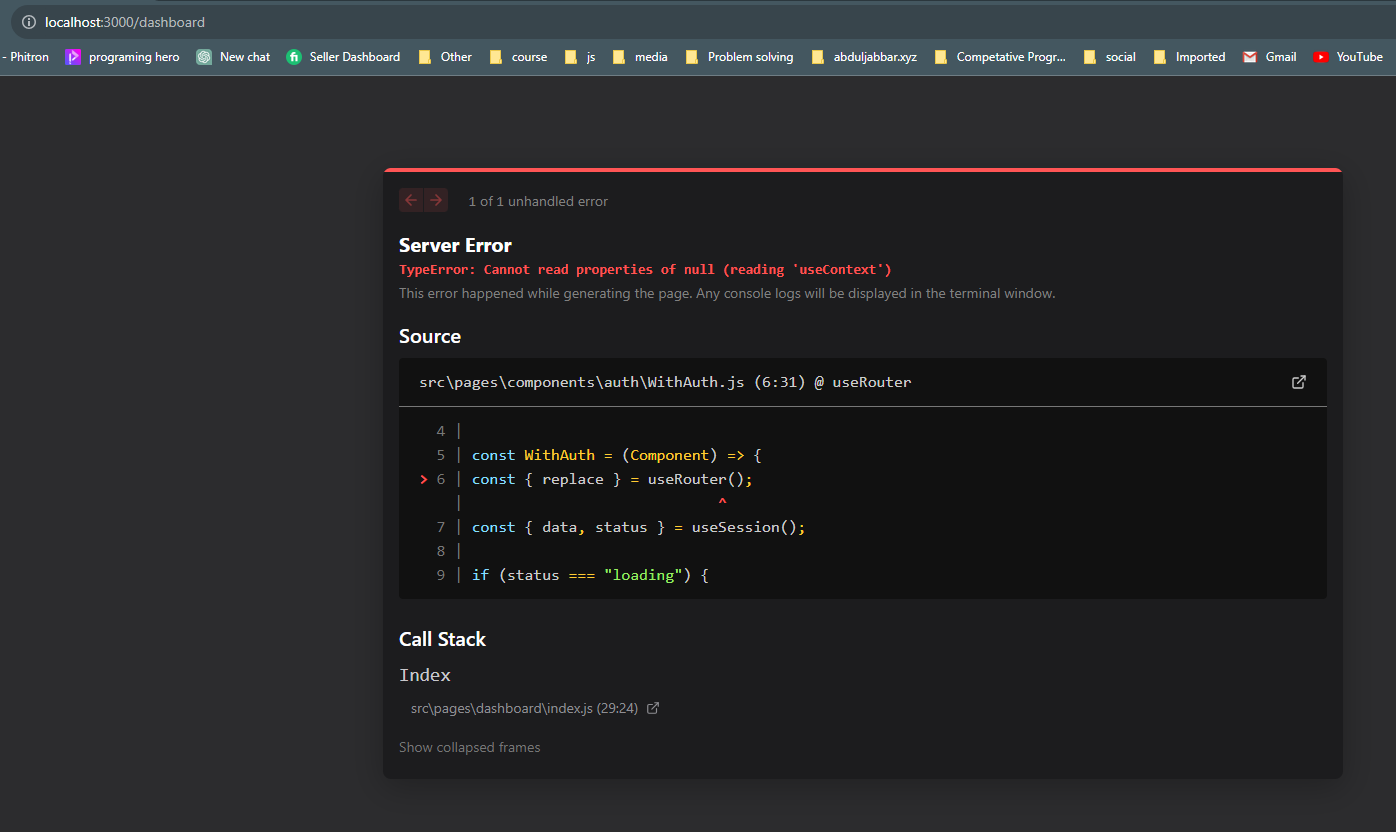 localhost:3000/dashboard
- Phitron programing hero New chat Seller Dashboard Other course js media Problem solving abduljabbar.xyz Competative Progr... social Imported Gmail YouTube
1 of 1 unhandled error
Server Error
TypeError: Cannot read properties of null (reading 'useContext')
This error happened while generating the page. Any console logs will be displayed in the terminal window.
Source
src\pages\components\auth\WithAuth.js (6:31) @ useRouter
4 |
5 | const WithAuth = (Component) => {
> 6 | const { replace } = useRouter();
| ^
7 | const { data, status } = useSession();
8 |
9 | if (status === "loading") {
Call Stack
Index
src\pages\dashboard\index.js (29:24)
Show collapsed frames